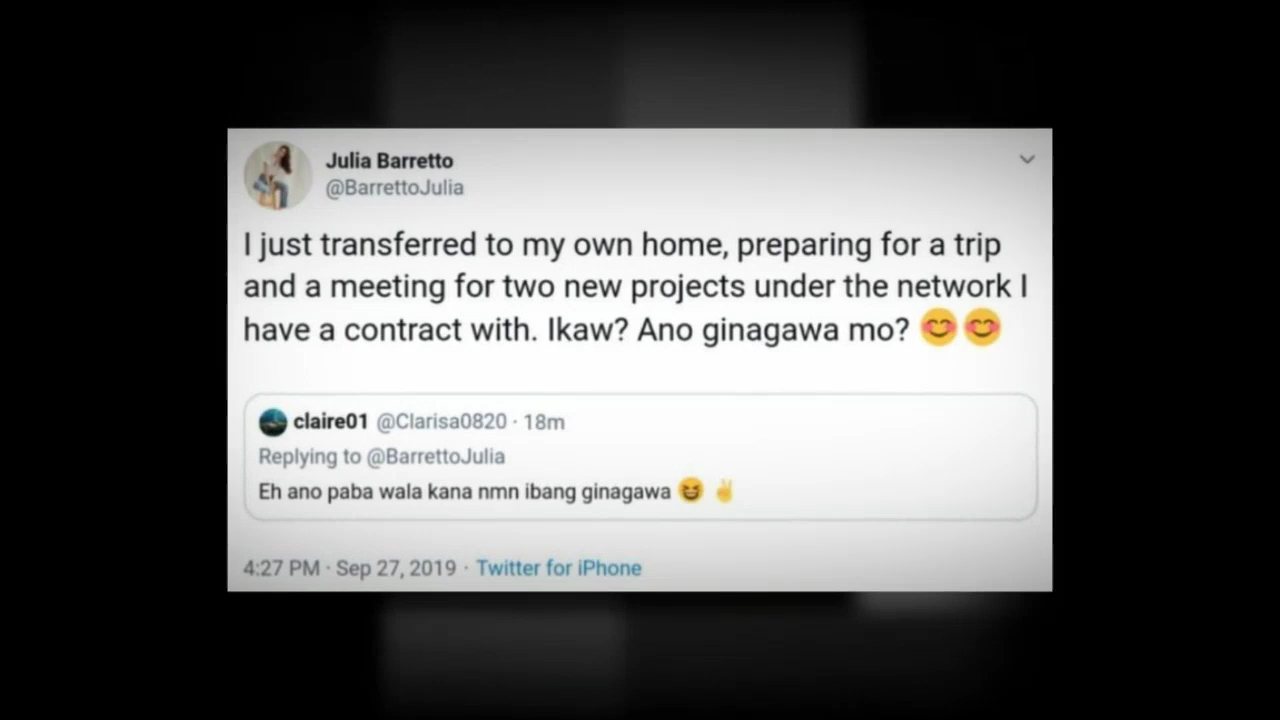 Julia Barretto
@BarrettoJulia
I just transferred to my own home, preparing for a trip
and a meeting for two new projects under the network I
have a contract with. Ikaw? Ano ginagawa mo? 😊😊
claire01 @Clarisa0820 · 18m
Replying to @BarrettoJulia
Eh ano paba wala kana nmn ibang ginagawa 😆 ✌
4:27 PM · Sep 27, 2019 · Twitter for iPhone